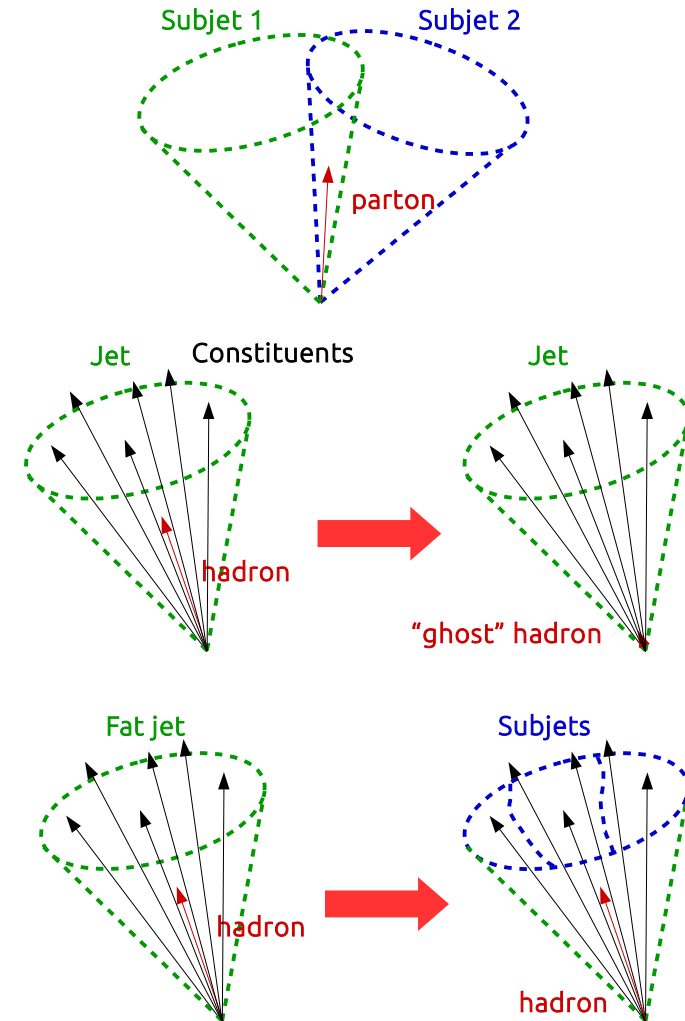 Subjet 1
Subjet 2
parton
Jet
Constituents
Jet
hadron
“ghost” hadron
Fat jet
Subjets
hadron
hadron